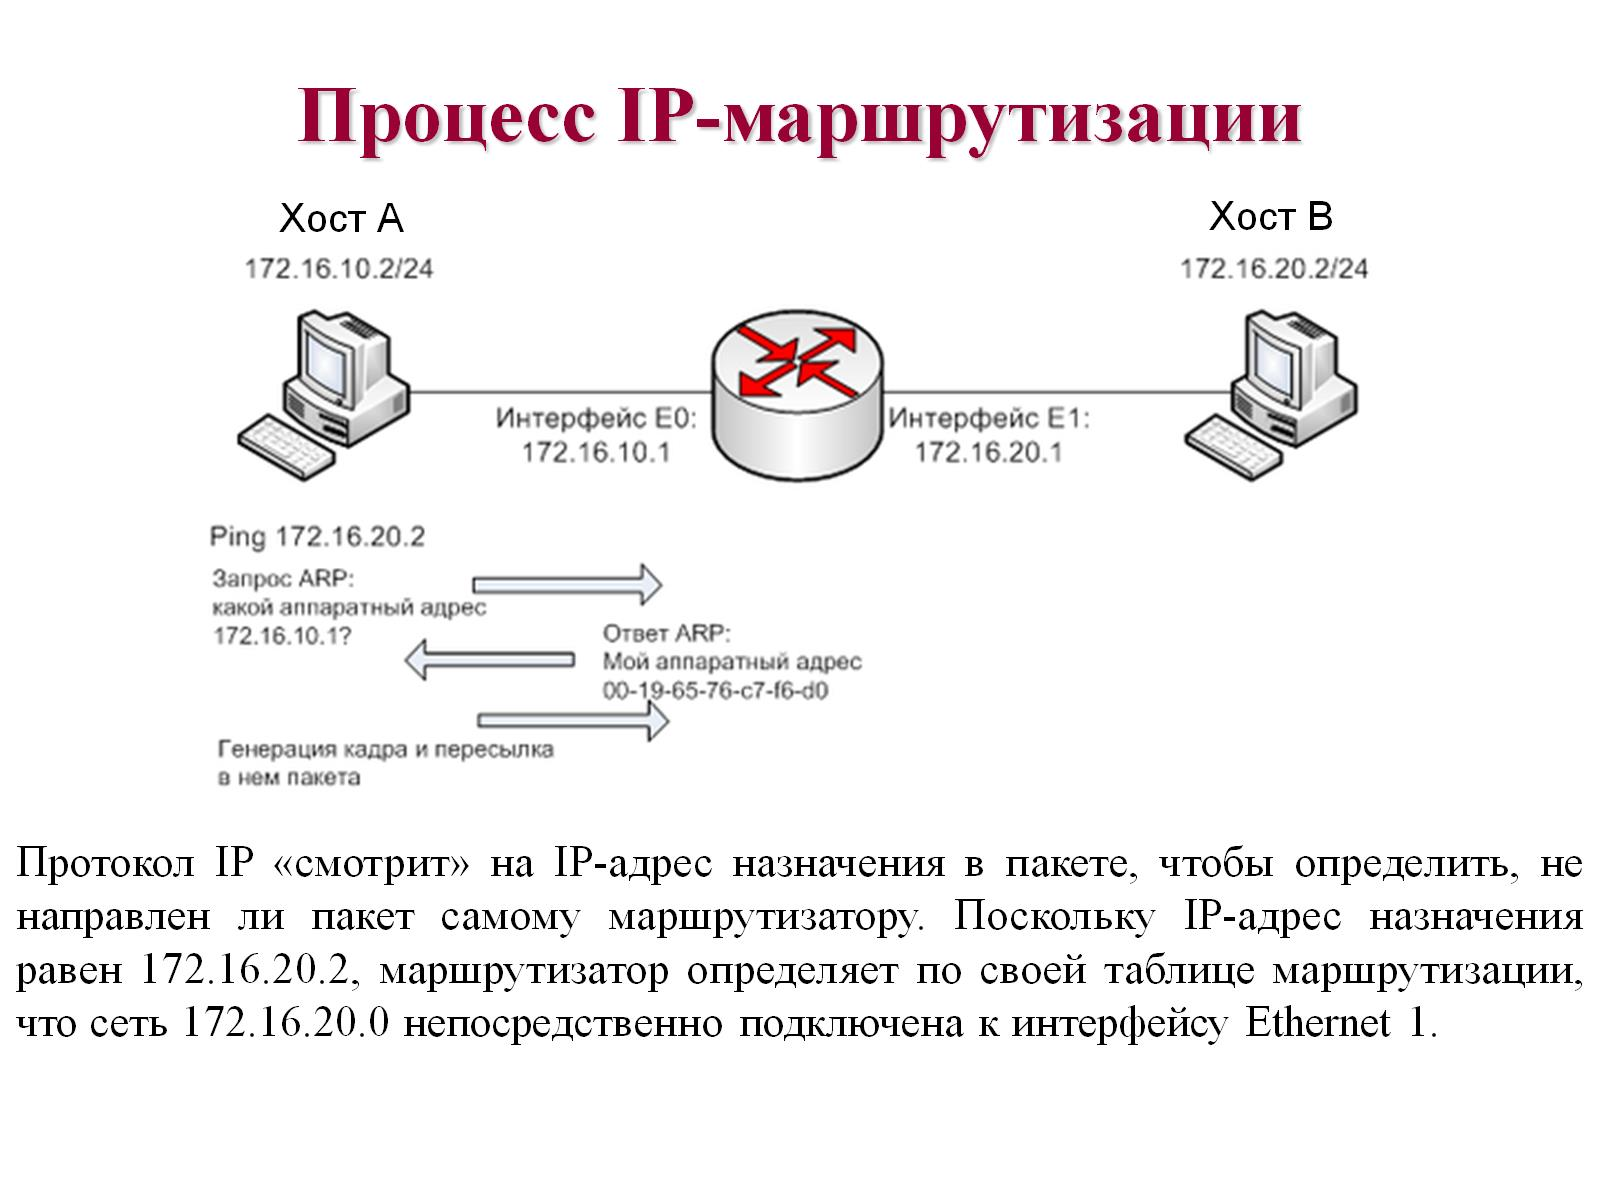 Процесс IP-маршрутизации
Хост А
172.16.10.2/24
Хост В
172.16.20.2/24
Интерфейс E0:
172.16.10.1
Интерфейс E1:
172.16.20.1
Ping 172.16.20.2
Запрос ARP:
какой аппаратный адрес
172.16.10.1?
Ответ ARP:
Мой аппаратный адрес
00-19-65-76-c7-f6-d0
Генерация кадра и пересылка
в нем пакета
Протокол IP «смотрит» на IP-адрес назначения в пакете, чтобы определить, не
направлен ли пакет самому маршрутизатору. Поскольку IP-адрес назначения
равен 172.16.20.2, маршрутизатор определяет по своей таблице маршрутизации,
что сеть 172.16.20.0 непосредственно подключена к интерфейсу Ethernet 1.